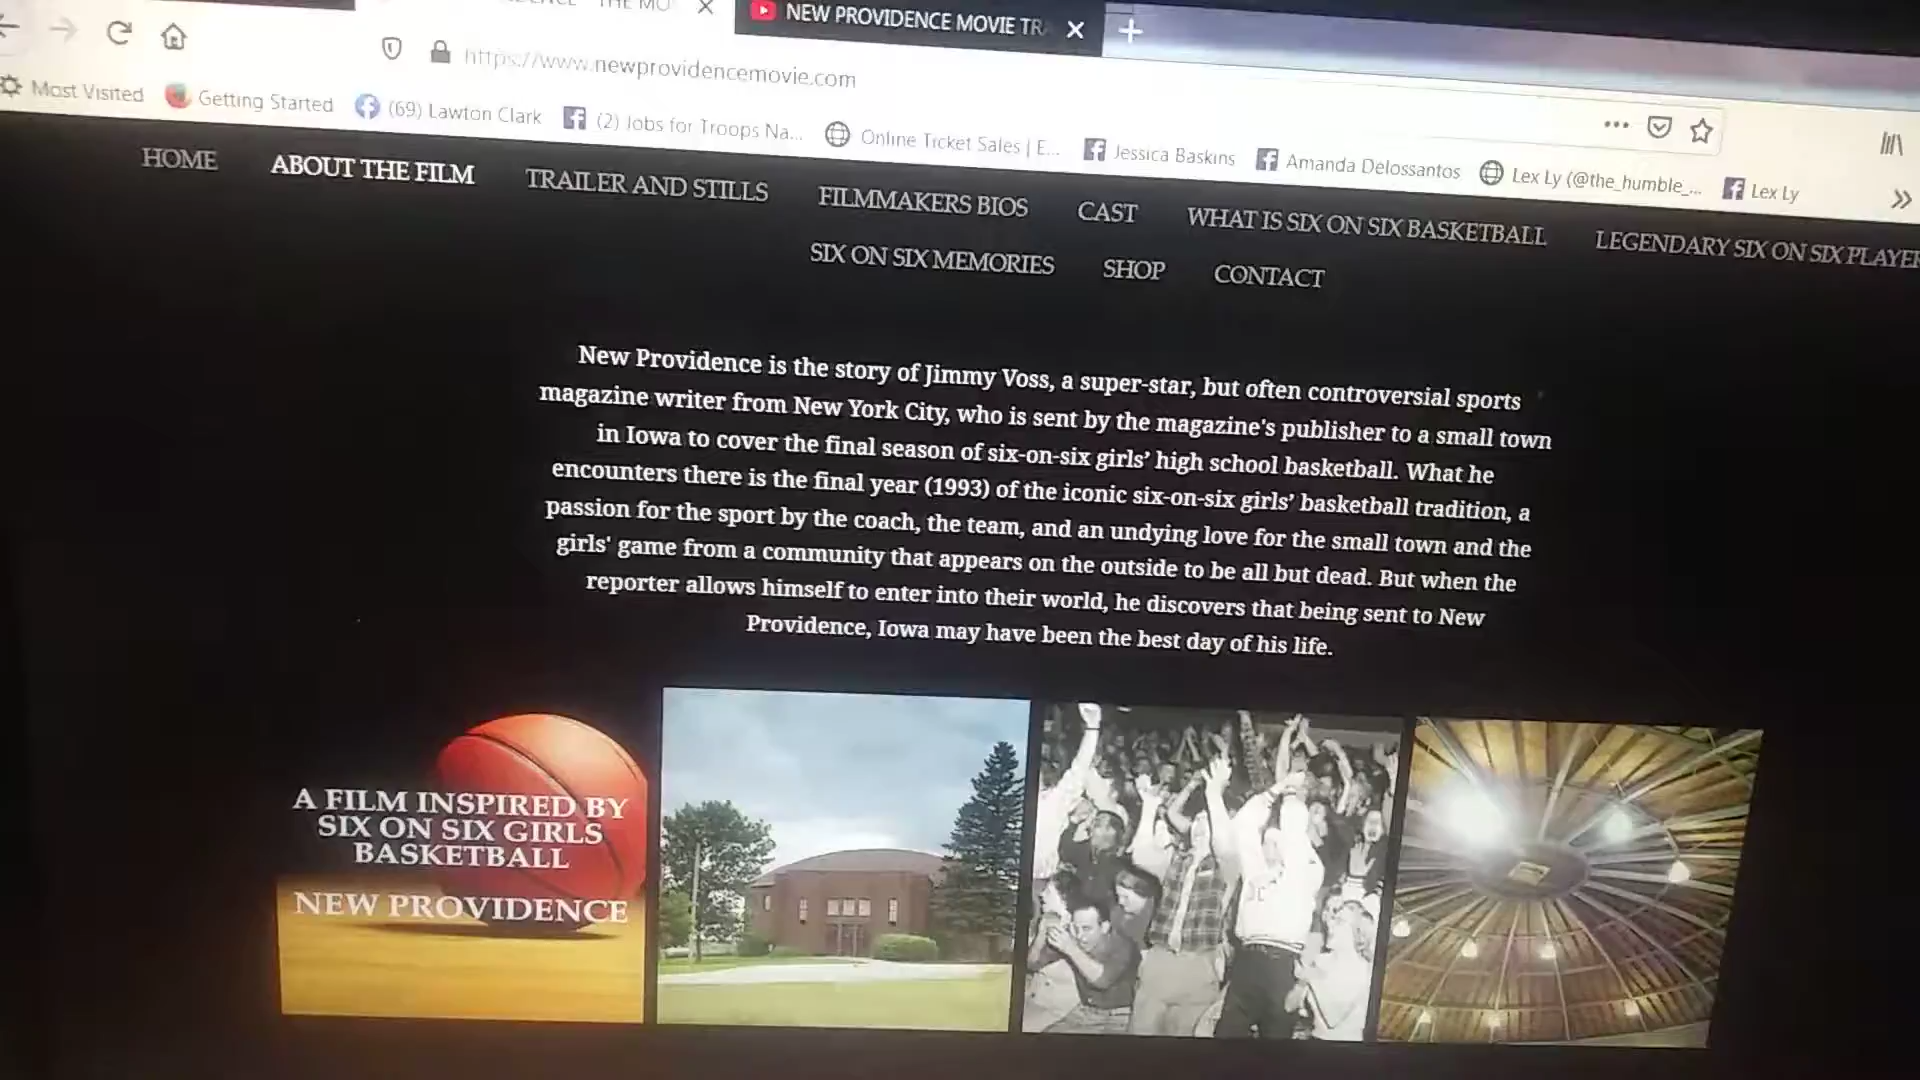 THE MO
NEW PROVIDENCE MOVIE TR
https://www.newprovidencemovie.com
Most Visited
Getting Started
(69) Lawton Clark
(2) Jobs for Troops Na...
Online Ticket Sales | E...
Jessica Baskins
Amanda Delossantos
Lex Ly (@the_humble_...
Lex Ly
HOME
ABOUT THE FILM
TRAILER AND STILLS
FILMMAKERS BIOS
CAST
WHAT IS SIX ON SIX BASKETBALL
LEGENDARY SIX ON SIX PLAYER
SIX ON SIX MEMORIES
SHOP
CONTACT
New Providence is the story of Jimmy Voss, a super-star, but often controversial sports
magazine writer from New York City, who is sent by the magazine's publisher to a small town
in Iowa to cover the final season of six-on-six girls’ high school basketball. What he
encounters there is the final year (1993) of the iconic six-on-six girls’ basketball tradition, a
passion for the sport by the coach, the team, and an undying love for the small town and the
girls' game from a community that appears on the outside to be all but dead. But when the
reporter allows himself to enter into their world, he discovers that being sent to New
Providence, Iowa may have been the best day of his life.
A FILM INSPIRED BY
SIX ON SIX GIRLS
BASKETBALL
NEW PROVIDENCE